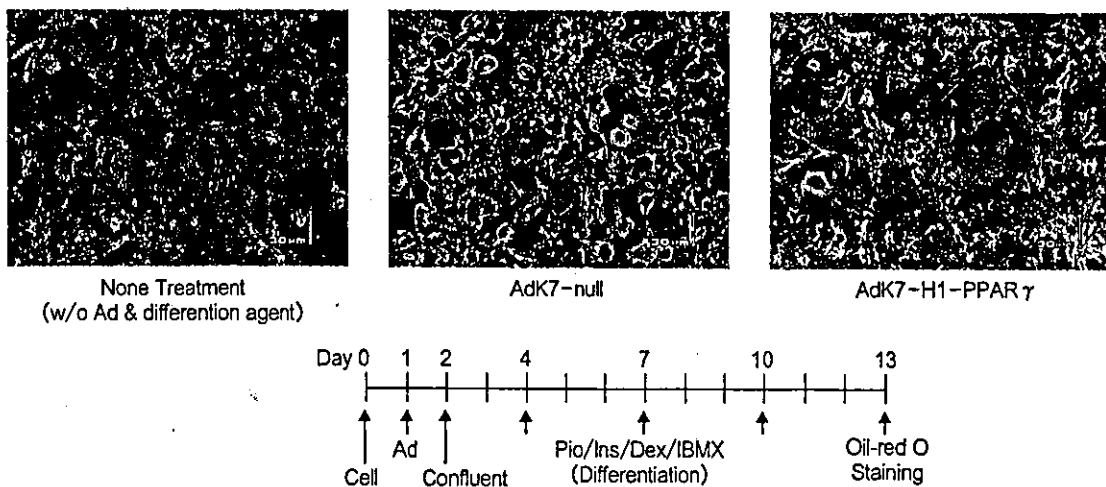 None Treatment
(w/o Ad & differention agent)
AdK7-null
AdK7-H1-PPAR γ
Day 0 1 2 4 7 10 13
Ad
Pio/Ins/Dex/IBMX
(Differentiation)
Oil-red O
Staining
Cell
Confluent